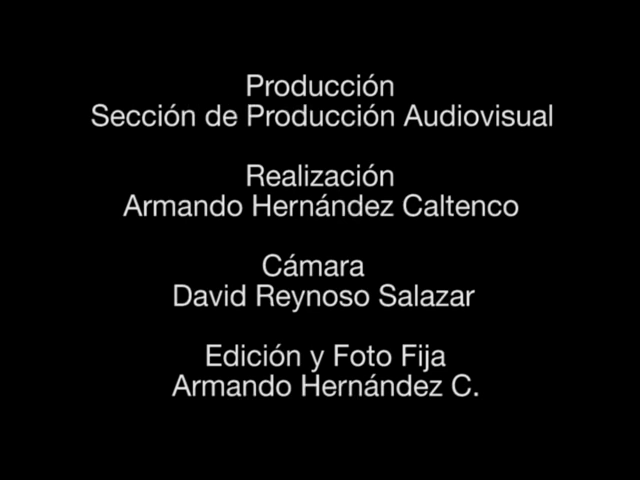 Producción
Sección de Producción Audiovisual
Realización
Armando Hernández Caltenco
Cámara
David Reynoso Salazar
Edición y Foto Fija
Armando Hernández C.